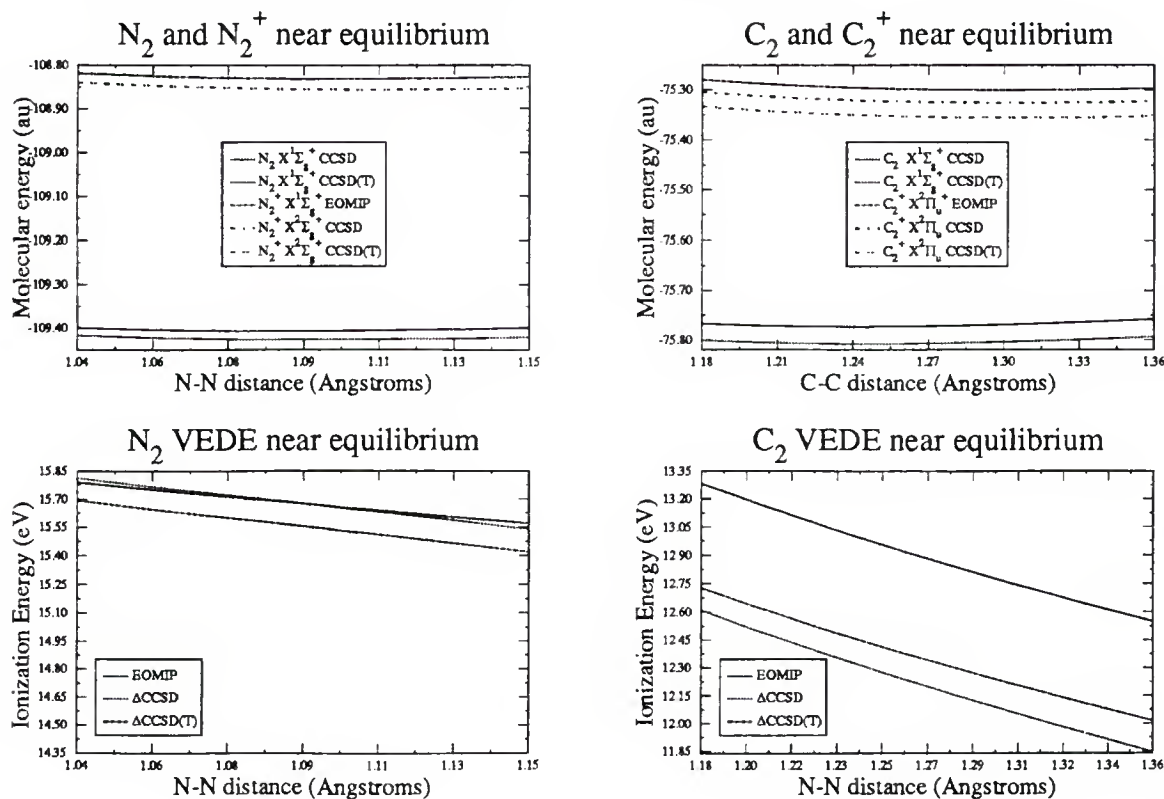 N₂ and N₂⁺ near equilibrium
Molecular energy (au)
-108.80
-108.90
-109.00
-109.10
-109.20
-109.30
-109.40
N₂ X¹Σg⁺ CCSD
N₂ X¹Σg⁺ CCSD(T)
N₂⁺ X¹Σg⁺ EOMIP
N₂⁺ X²Σg⁺ CCSD
N₂⁺ X²Σg⁺ CCSD(T)
1.04 1.06 1.08 1.09 1.11 1.13 1.15
N-N distance (Angstroms)
C₂ and C₂⁺ near equilibrium
Molecular energy (au)
-75.30
-75.40
-75.50
-75.60
-75.70
-75.80
C₂ X¹Σg⁺ CCSD
C₂ X¹Σg⁺ CCSD(T)
C₂⁺ X²Πu⁺ EOMIP
C₂⁺ X²Πu CCSD
C₂⁺ X²Πu CCSD(T)
1.18 1.21 1.24 1.27 1.30 1.33 1.36
C-C distance (Angstroms)
N₂ VEDE near equilibrium
Ionization Energy (eV)
15.85
15.70
15.55
15.40
15.25
15.10
14.95
14.80
14.65
14.50
14.35
EOMIP
ΔCCSD
ΔCCSD(T)
1.04 1.06 1.08 1.09 1.11 1.13 1.15
N-N distance (Angstroms)
C₂ VEDE near equilibrium
Ionization Energy (eV)
13.35
13.20
13.05
12.90
12.75
12.60
12.45
12.30
12.15
12.00
11.85
EOMIP
ΔCCSD
ΔCCSD(T)
1.18 1.20 1.22 1.23 1.25 1.27 1.29 1.31 1.32 1.34 1.36
N-N distance (Angstroms)